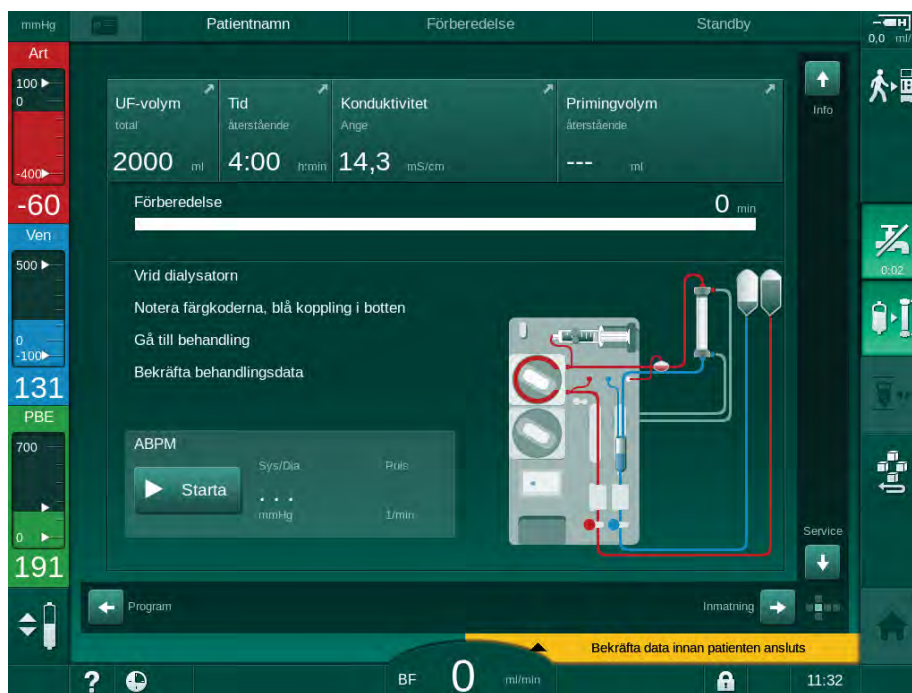 mmHg
Patientnamn
Förberedelse
Standby
0,0 ml/
Art
100
0
-400
-60
Ven
500
0
-100
131
PBE
700
0
191
UF-volym
total
2000 ml
Tid
återstående
4:00 h:min
Konduktivitet
Ange
14,3 mS/cm
Primingvolym
återstående
--- ml
Info
Förberedelse
0 min
Vrid dialysatorn
Notera färgkoderna, blå koppling i botten
Gå till behandling
Bekräfta behandlingsdata
ABPM
Starta
Sys/Dia
. . .
mmHg
Puls
1/min
0:02
Service
Program
Inmatning
Bekräfta data innan patienten ansluts
?
BF 0 ml/min
11:32